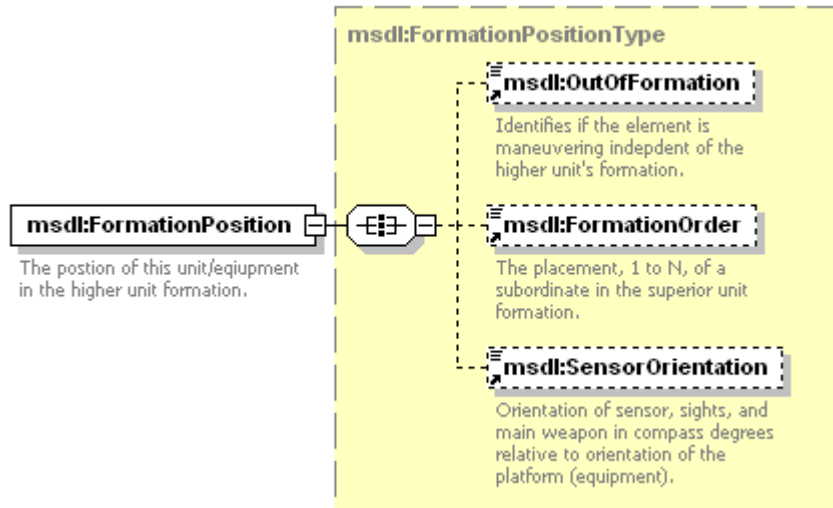 msdl:FormationPositionType
msdl:OutOfFormation
Identifies if the element is
maneuvering indepdent of the
higher unit's formation.
msdl:FormationPosition
The postion of this unit/eqiupment
in the higher unit formation.
msdl:FormationOrder
The placement, 1 to N, of a
subordinate in the superior unit
formation.
msdl:SensorOrientation
Orientation of sensor, sights, and
main weapon in compass degrees
relative to orientation of the
platform (equipment).